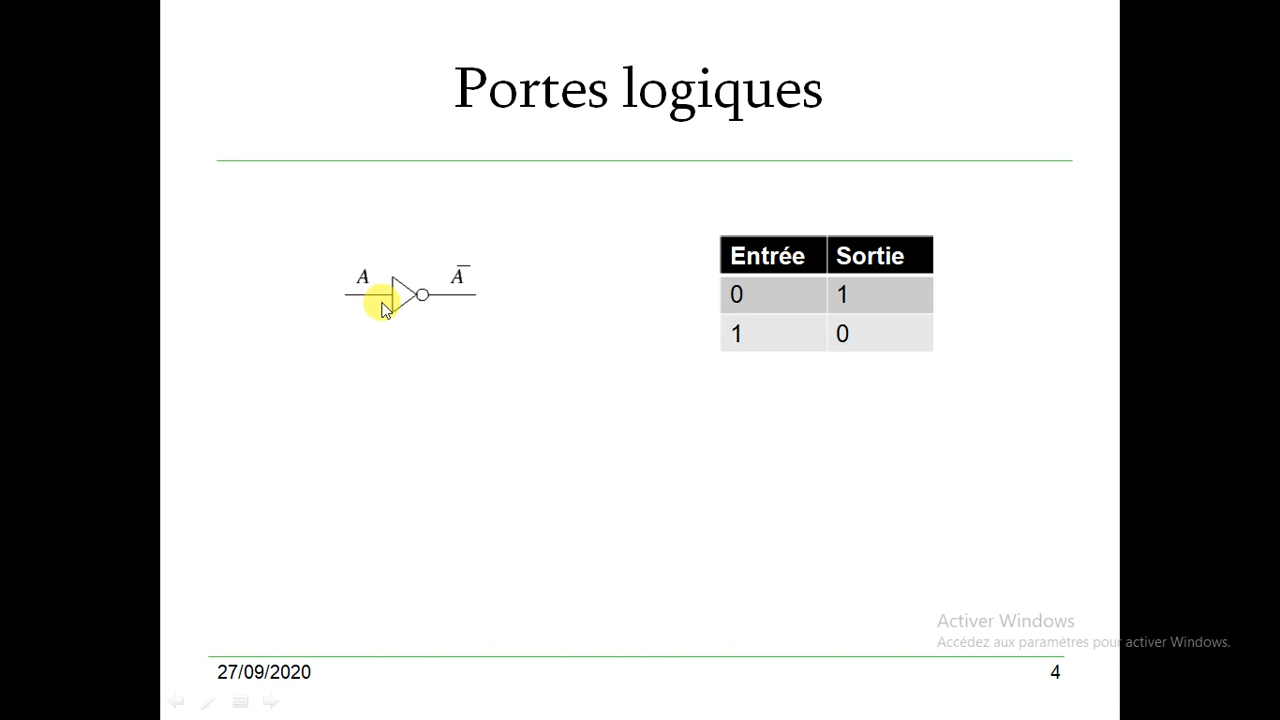 Portes logiques
A A̅
Entrée Sortie
0 1
1 0
Activer Windows
Accédez aux paramètres pour activer Windows.
27/09/2020 4